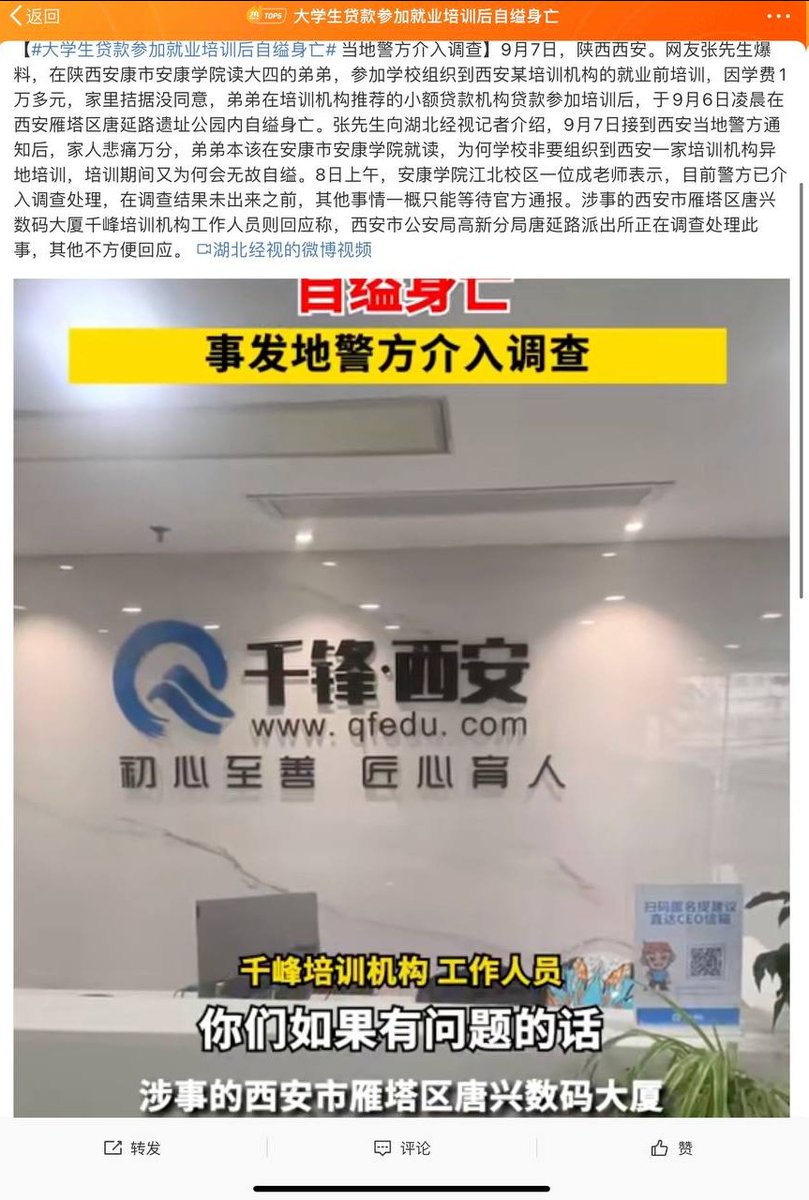 返回
热 TOP5 大学生贷款参加就业培训后自缢身亡
【#大学生贷款参加就业培训后自缢身亡# 当地警方介入调查】9月7日，陕西西安。网友张先生爆
料，在陕西安康市安康学院读大四的弟弟，参加学校组织到西安某培训机构的就业前培训，因学费1
万多元，家里拮据没同意，弟弟在培训机构推荐的小额贷款机构贷款参加培训后，于9月6日凌晨在
西安雁塔区唐延路遗址公园内自缢身亡。张先生向湖北经视记者介绍，9月7日接到西安当地警方通
知后，家人悲痛万分，弟弟本该在安康市安康学院就读，为何学校非要组织到西安一家培训机构异
地培训，培训期间又为何会无故自缢。8日上午，安康学院江北校区一位成老师表示，目前警方已介
入调查处理，在调查结果未出来之前，其他事情一概只能等待官方通报。涉事的西安市雁塔区唐兴
数码大厦千峰培训机构工作人员则回应称，西安市公安局高新分局唐延路派出所正在调查处理此
事，其他不方便回应。 湖北经视的微博视频
自缢身亡
事发地警方介入调查
千锋·西安
www.qfedu.com
初心至善 匠心育人
扫码匿名提建议
直达CEO信箱
千峰培训机构 工作人员
你们如果有问题的话
涉事的西安市雁塔区唐兴数码大厦
转发
评论
赞